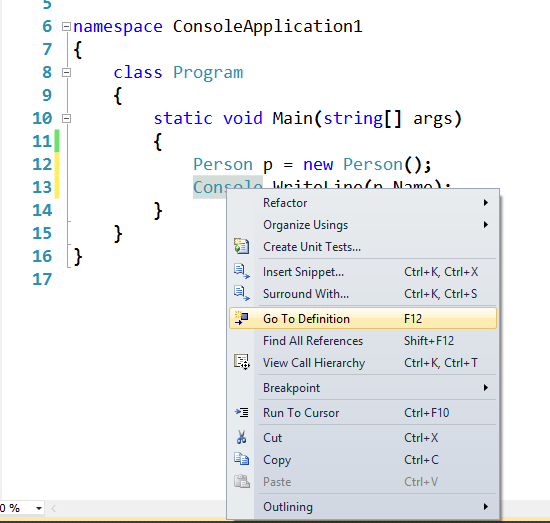 5
6 namespace ConsoleApplication1
7 {
8 class Program
9 {
10 static void Main(string[] args)
11 {
12 Person p = new Person();
13 Console.WriteLine(p.Name);
14 }
15 }
16 }
17
Refactor
Organize Usings
Create Unit Tests...
Insert Snippet... Ctrl+K, Ctrl+X
Surround With... Ctrl+K, Ctrl+S
Go To Definition F12
Find All References Shift+F12
View Call Hierarchy Ctrl+K, Ctrl+T
Breakpoint
Run To Cursor Ctrl+F10
Cut Ctrl+X
Copy Ctrl+C
Paste Ctrl+V
Outlining
0 %